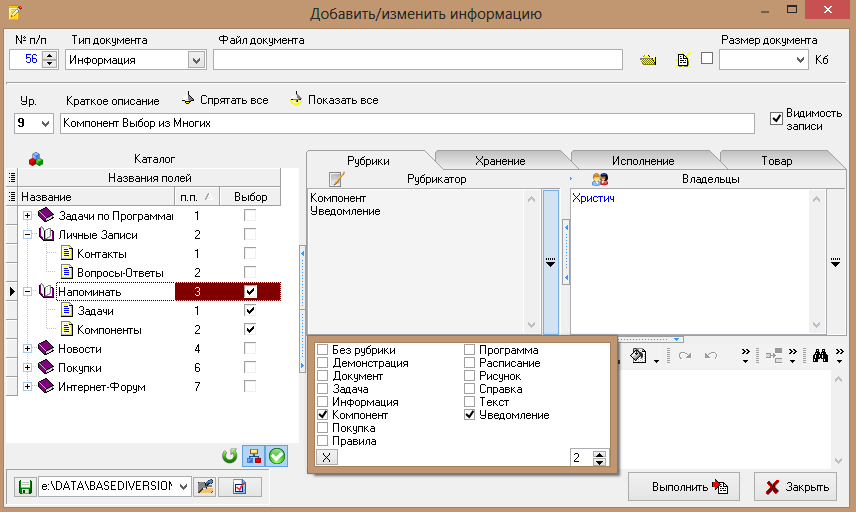 Добавить/изменить информацию
№ п/п Тип документа Файл документа Размер документа
56 Информация Кб
Ур. Краткое описание Спрятать все Показать все
9 Компонент Выбор из Многих Видимость записи
Каталог
Названия полей
Название п.п. Выбор
Задачи по Программа 1
Личные Записи 2
Контакты 1
Вопросы-Ответы 2
Напоминать 3
Задачи 1
Компоненты 2
Новости 4
Покупки 6
Интернет-Форум 7
Рубрики Хранение Исполнение Товар
Рубрикатор Владельцы
Компонент Христич
Уведомление
Без рубрики Программа
Демонстрация Расписание
Документ Рисунок
Задача Справка
Информация Текст
Компонент Уведомление
Покупка
Правила
X 2
e:\DATA\BASEDIVERSION
Выполнить Закрыть